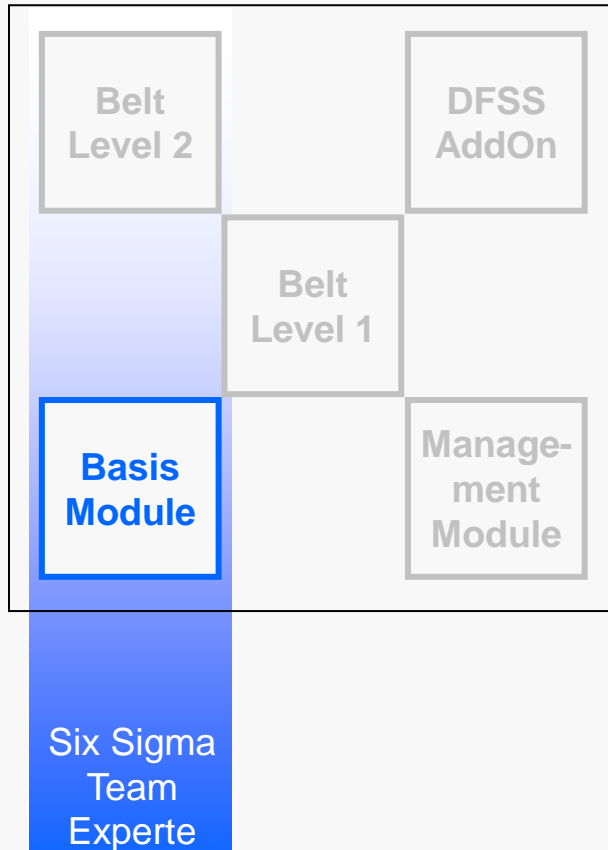 Belt
Level 2
DFSS
AddOn
Belt
Level 1
Basis
Module
Manage-
ment
Module
Six Sigma
Team
Experte